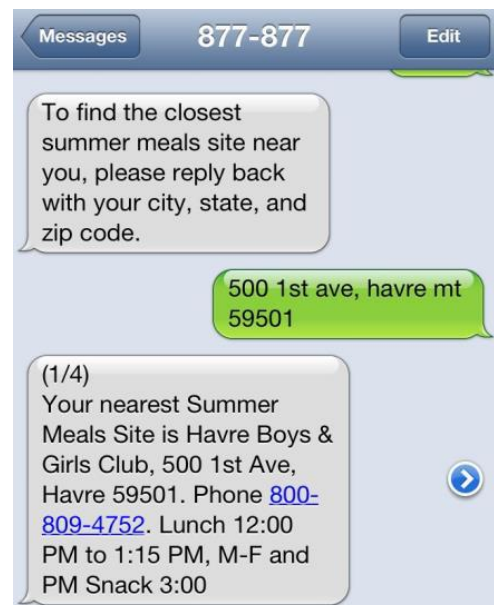 Messages
877-877
Edit
To find the closest
summer meals site near
you, please reply back
with your city, state, and
zip code.
500 1st ave, havre mt
59501
(1/4)
Your nearest Summer
Meals Site is Havre Boys &
Girls Club, 500 1st Ave,
Havre 59501. Phone 800-
809-4752. Lunch 12:00
PM to 1:15 PM, M-F and
PM Snack 3:00